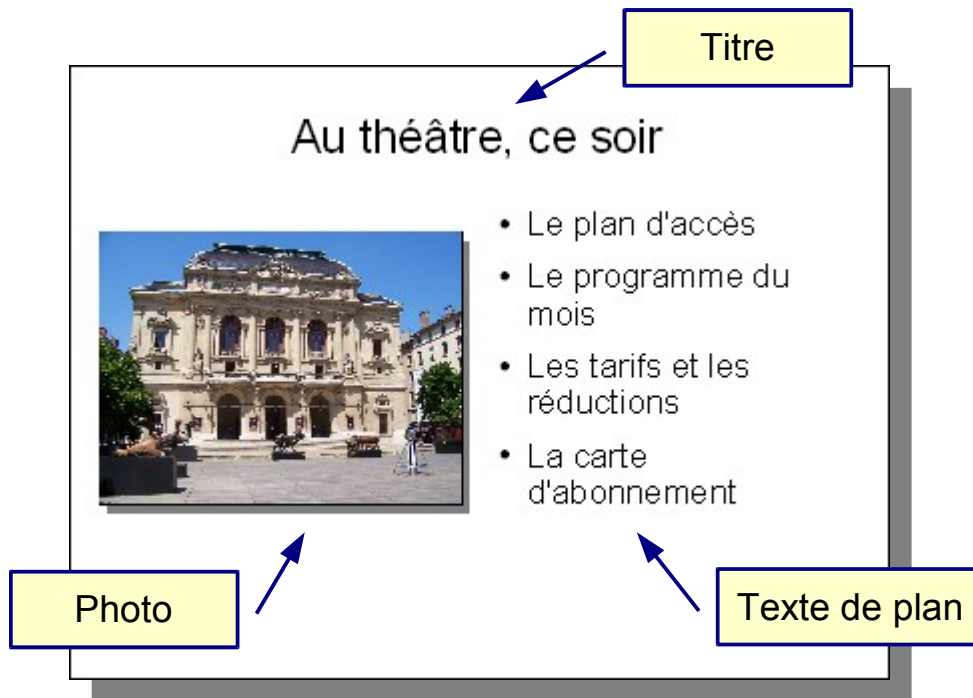 Titre
Au théâtre, ce soir
• Le plan d'accès
• Le programme du
mois
• Les tarifs et les
réductions
• La carte
d'abonnement
Photo
Texte de plan